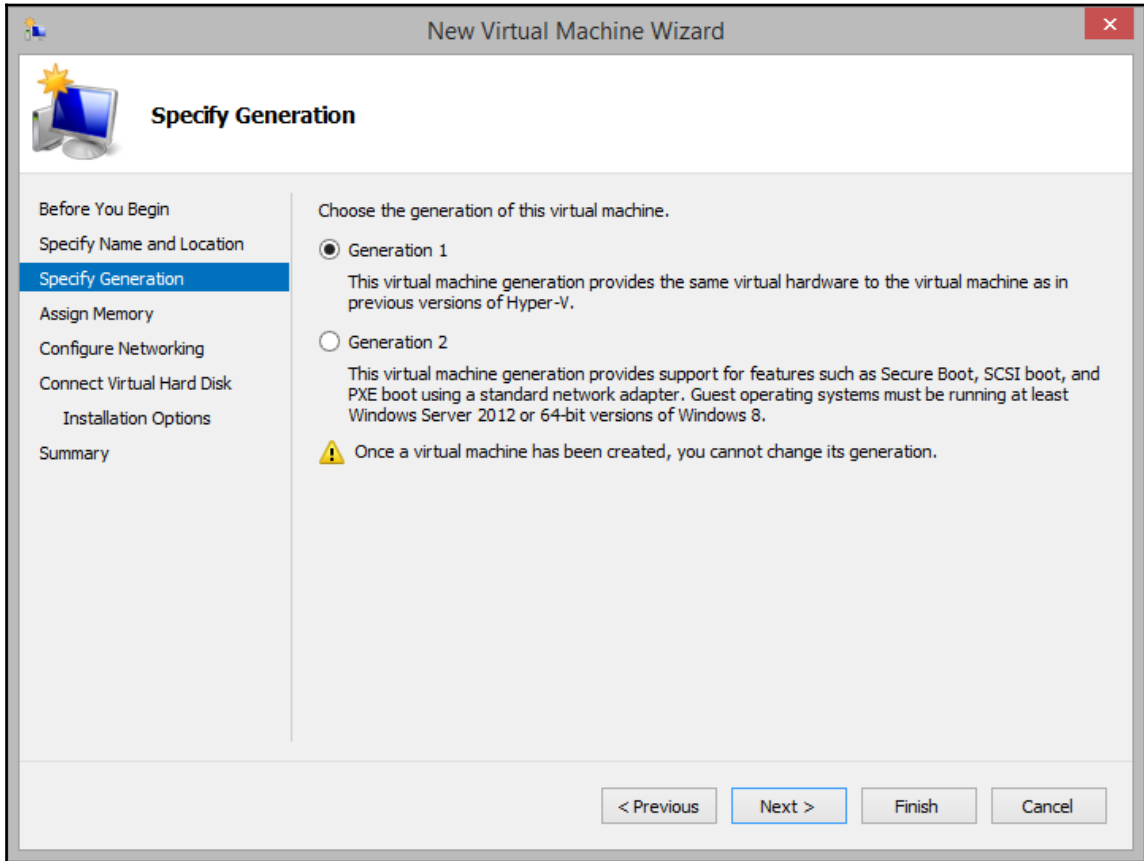 New Virtual Machine Wizard
Specify Generation
Before You Begin
Specify Name and Location
Specify Generation
Assign Memory
Configure Networking
Connect Virtual Hard Disk
Installation Options
Summary
Choose the generation of this virtual machine.
Generation 1
This virtual machine generation provides the same virtual hardware to the virtual machine as in
previous versions of Hyper-V.
Generation 2
This virtual machine generation provides support for features such as Secure Boot, SCSI boot, and
PXE boot using a standard network adapter. Guest operating systems must be running at least
Windows Server 2012 or 64-bit versions of Windows 8.
Once a virtual machine has been created, you cannot change its generation.
< Previous
Next >
Finish
Cancel